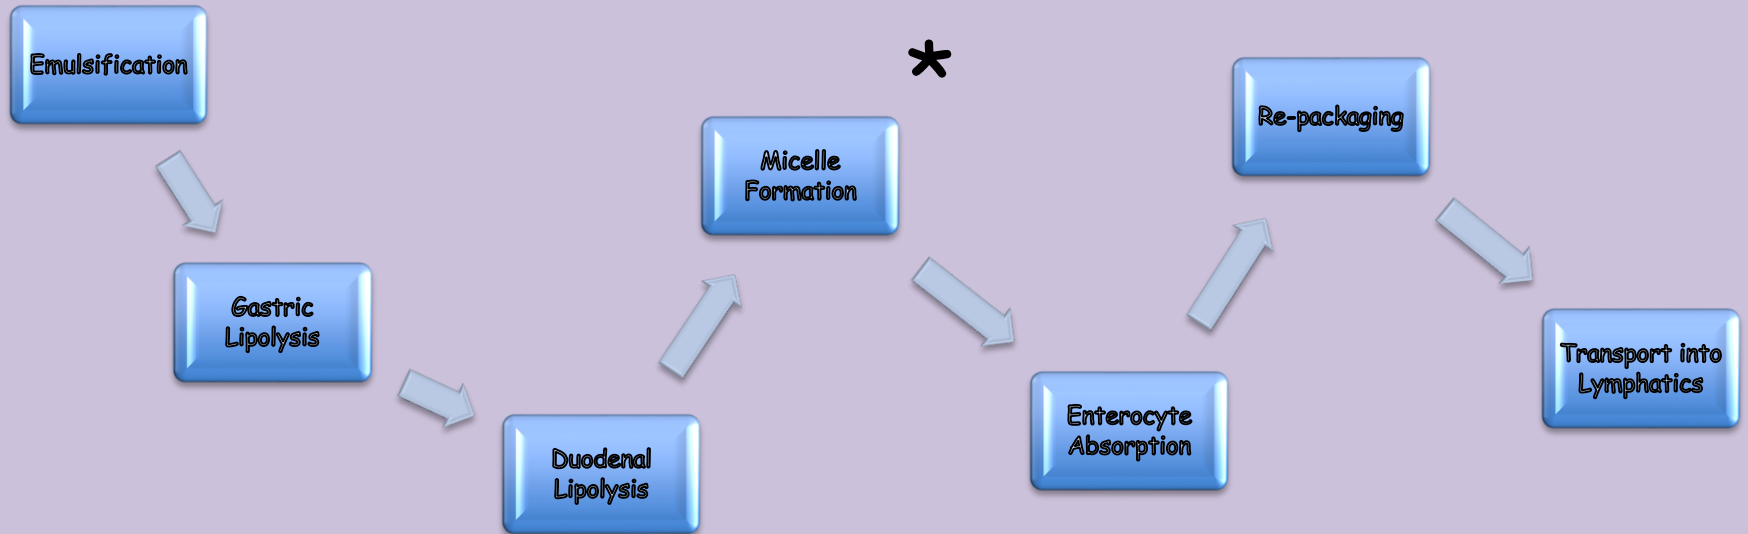 Emulsification
Gastric
Lipolysis
Duodenal
Lipolysis
Micelle
Formation
*
Enterocyte
Absorption
Re-packaging
Transport into
Lymphatics